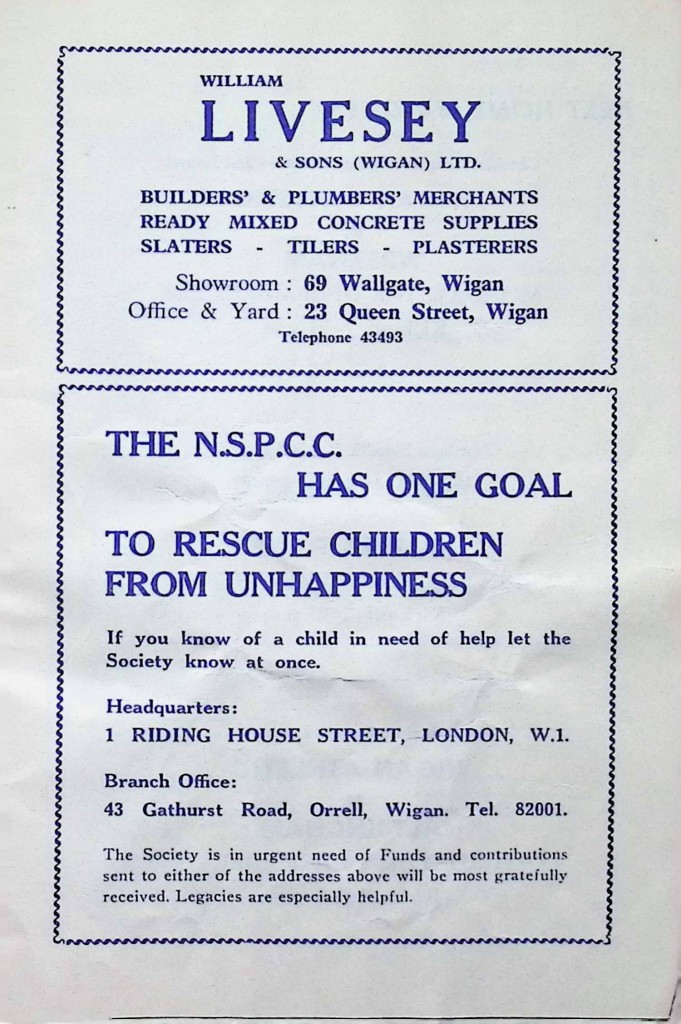 WILLIAM
LIVESEY
& SONS (WIGAN) LTD.
BUILDERS' & PLUMBERS' MERCHANTS
READY MIXED CONCRETE SUPPLIES
SLATERS - TILERS - PLASTERERS
Showroom : 69 Wallgate, Wigan
Office & Yard : 23 Queen Street, Wigan
Telephone 43493
THE N.S.P.C.C.
HAS ONE GOAL
TO RESCUE CHILDREN
FROM UNHAPPINESS
If you know of a child in need of help let the
Society know at once.
Headquarters:
1 RIDING HOUSE STREET, LONDON, W.1.
Branch Office:
43 Gathurst Road, Orrell, Wigan. Tel. 82001.
The Society is in urgent need of Funds and contributions
sent to either of the addresses above will be most gratefully
received. Legacies are especially helpful.